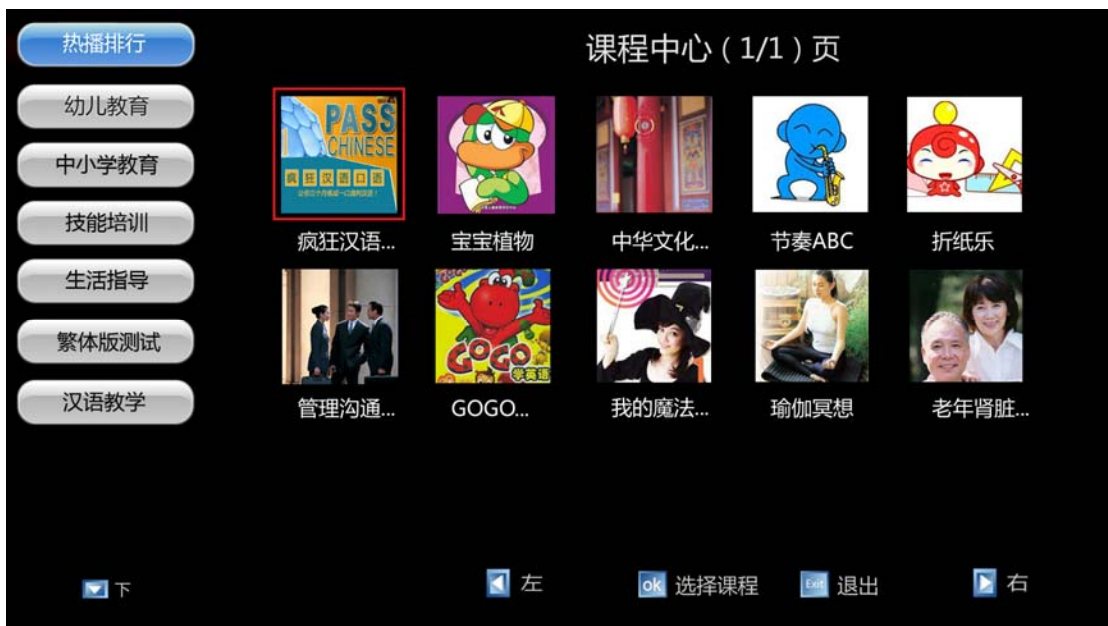 热播排行
课程中心（1/1）页
幼儿教育
中小学教育
技能培训
生活指导
繁体版测试
汉语教学
PASS
CHINESE
疯狂汉语口语
疯狂汉语...
宝宝植物
中华文化...
节奏ABC
折纸乐
GOGO
学英语
管理沟通...
GOGO...
我的魔法...
瑜伽冥想
老年肾脏...
下
左
ok 选择课程
Exit 退出
右